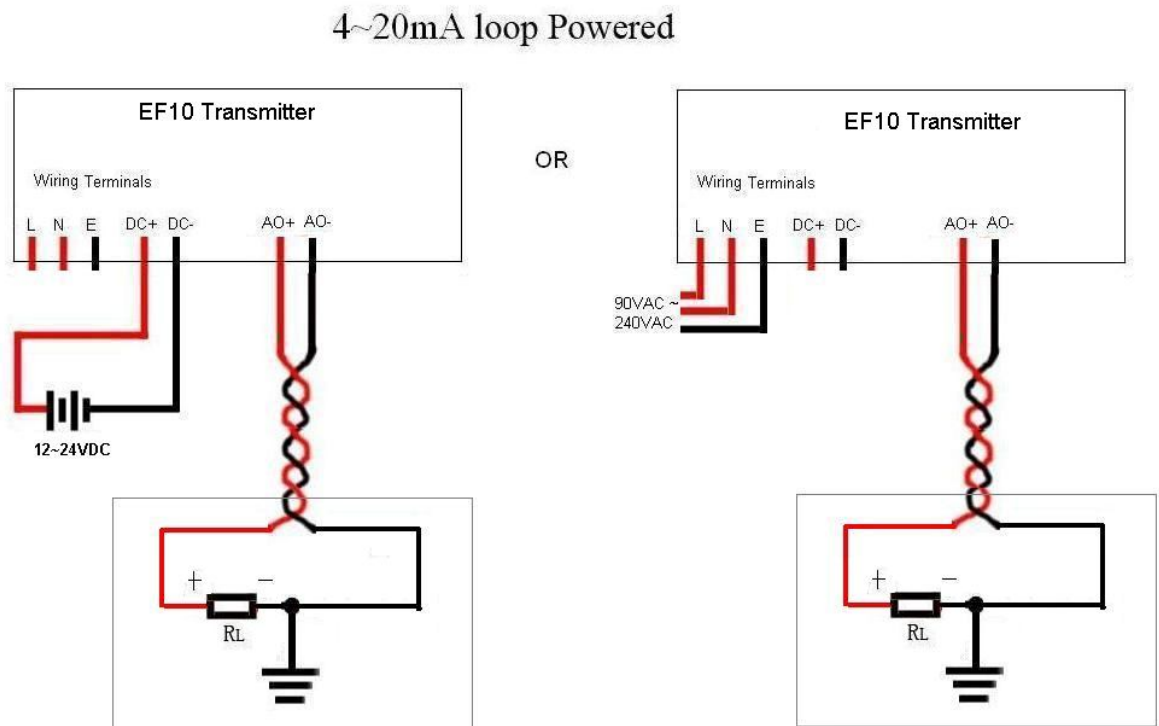 4~20mA loop Powered
EF10 Transmitter
Wiring Terminals
L N E DC+ DC- AO+ AO-
12~24VDC
+ −
RL
OR
EF10 Transmitter
Wiring Terminals
L N E DC+ DC- AO+ AO-
90VAC ~
240VAC
+ −
RL